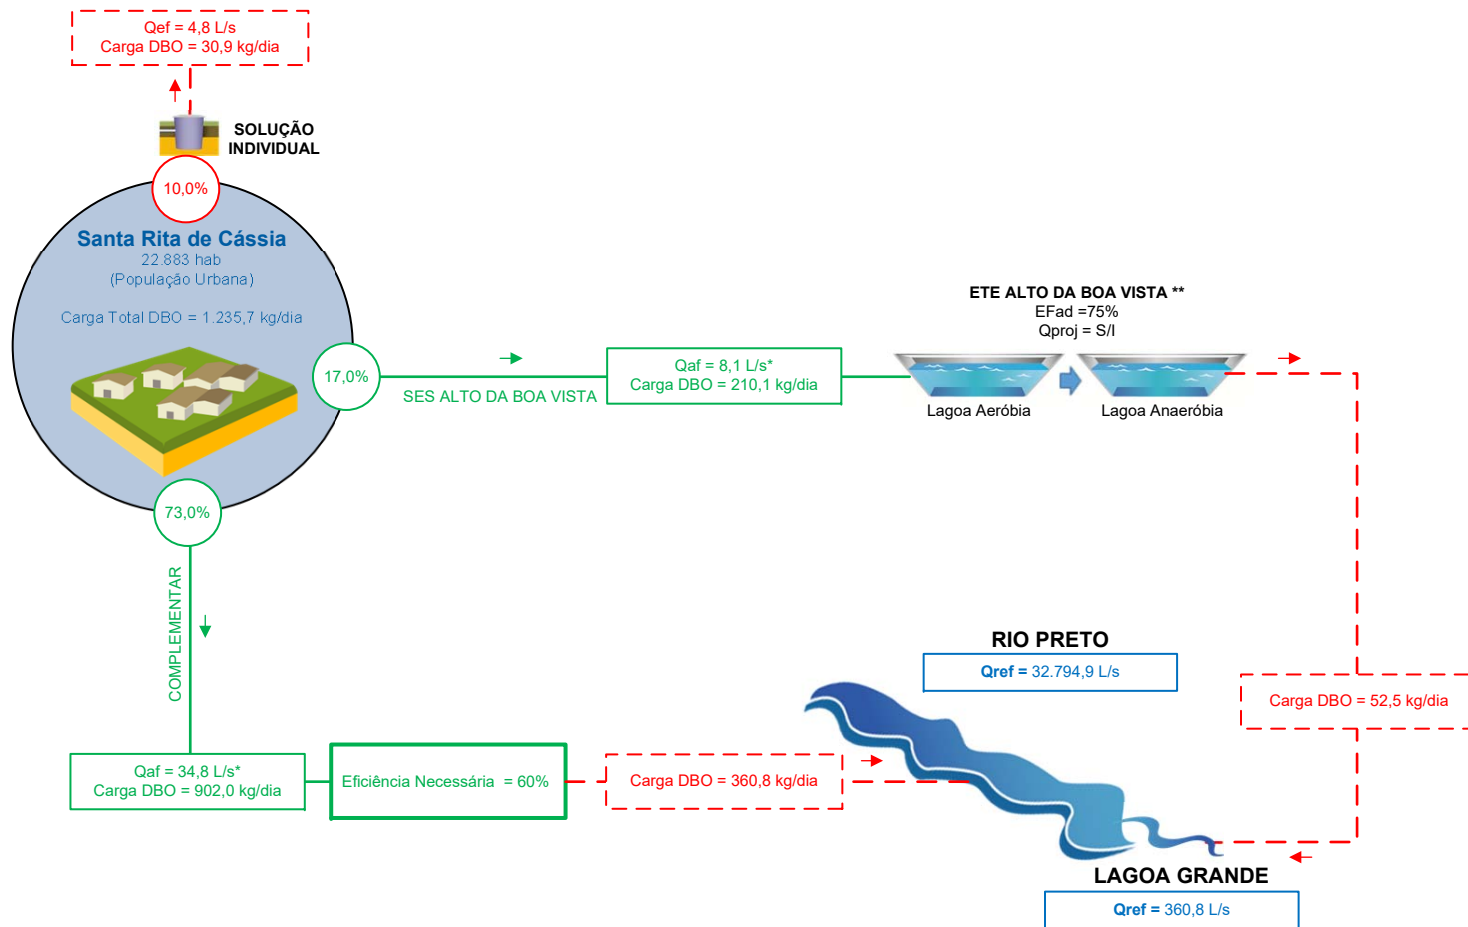 Qef = 4,8 L/s
Carga DBO = 30,9 kg/dia
SOLUÇÃO
INDIVIDUAL
10,0%
Santa Rita de Cássia
22.883 hab
(População Urbana)
Carga Total DBO = 1.235,7 kg/dia
17,0%
SES ALTO DA BOA VISTA
Qaf = 8,1 L/s*
Carga DBO = 210,1 kg/dia
ETE ALTO DA BOA VISTA **
EFad =75%
Qproj = S/I
Lagoa Aeróbia
Lagoa Anaeróbia
73,0%
COMPLEMENTAR
RIO PRETO
Qref = 32.794,9 L/s
Carga DBO = 52,5 kg/dia
Qaf = 34,8 L/s*
Carga DBO = 902,0 kg/dia
Eficiência Necessária = 60%
Carga DBO = 360,8 kg/dia
LAGOA GRANDE
Qref = 360,8 L/s